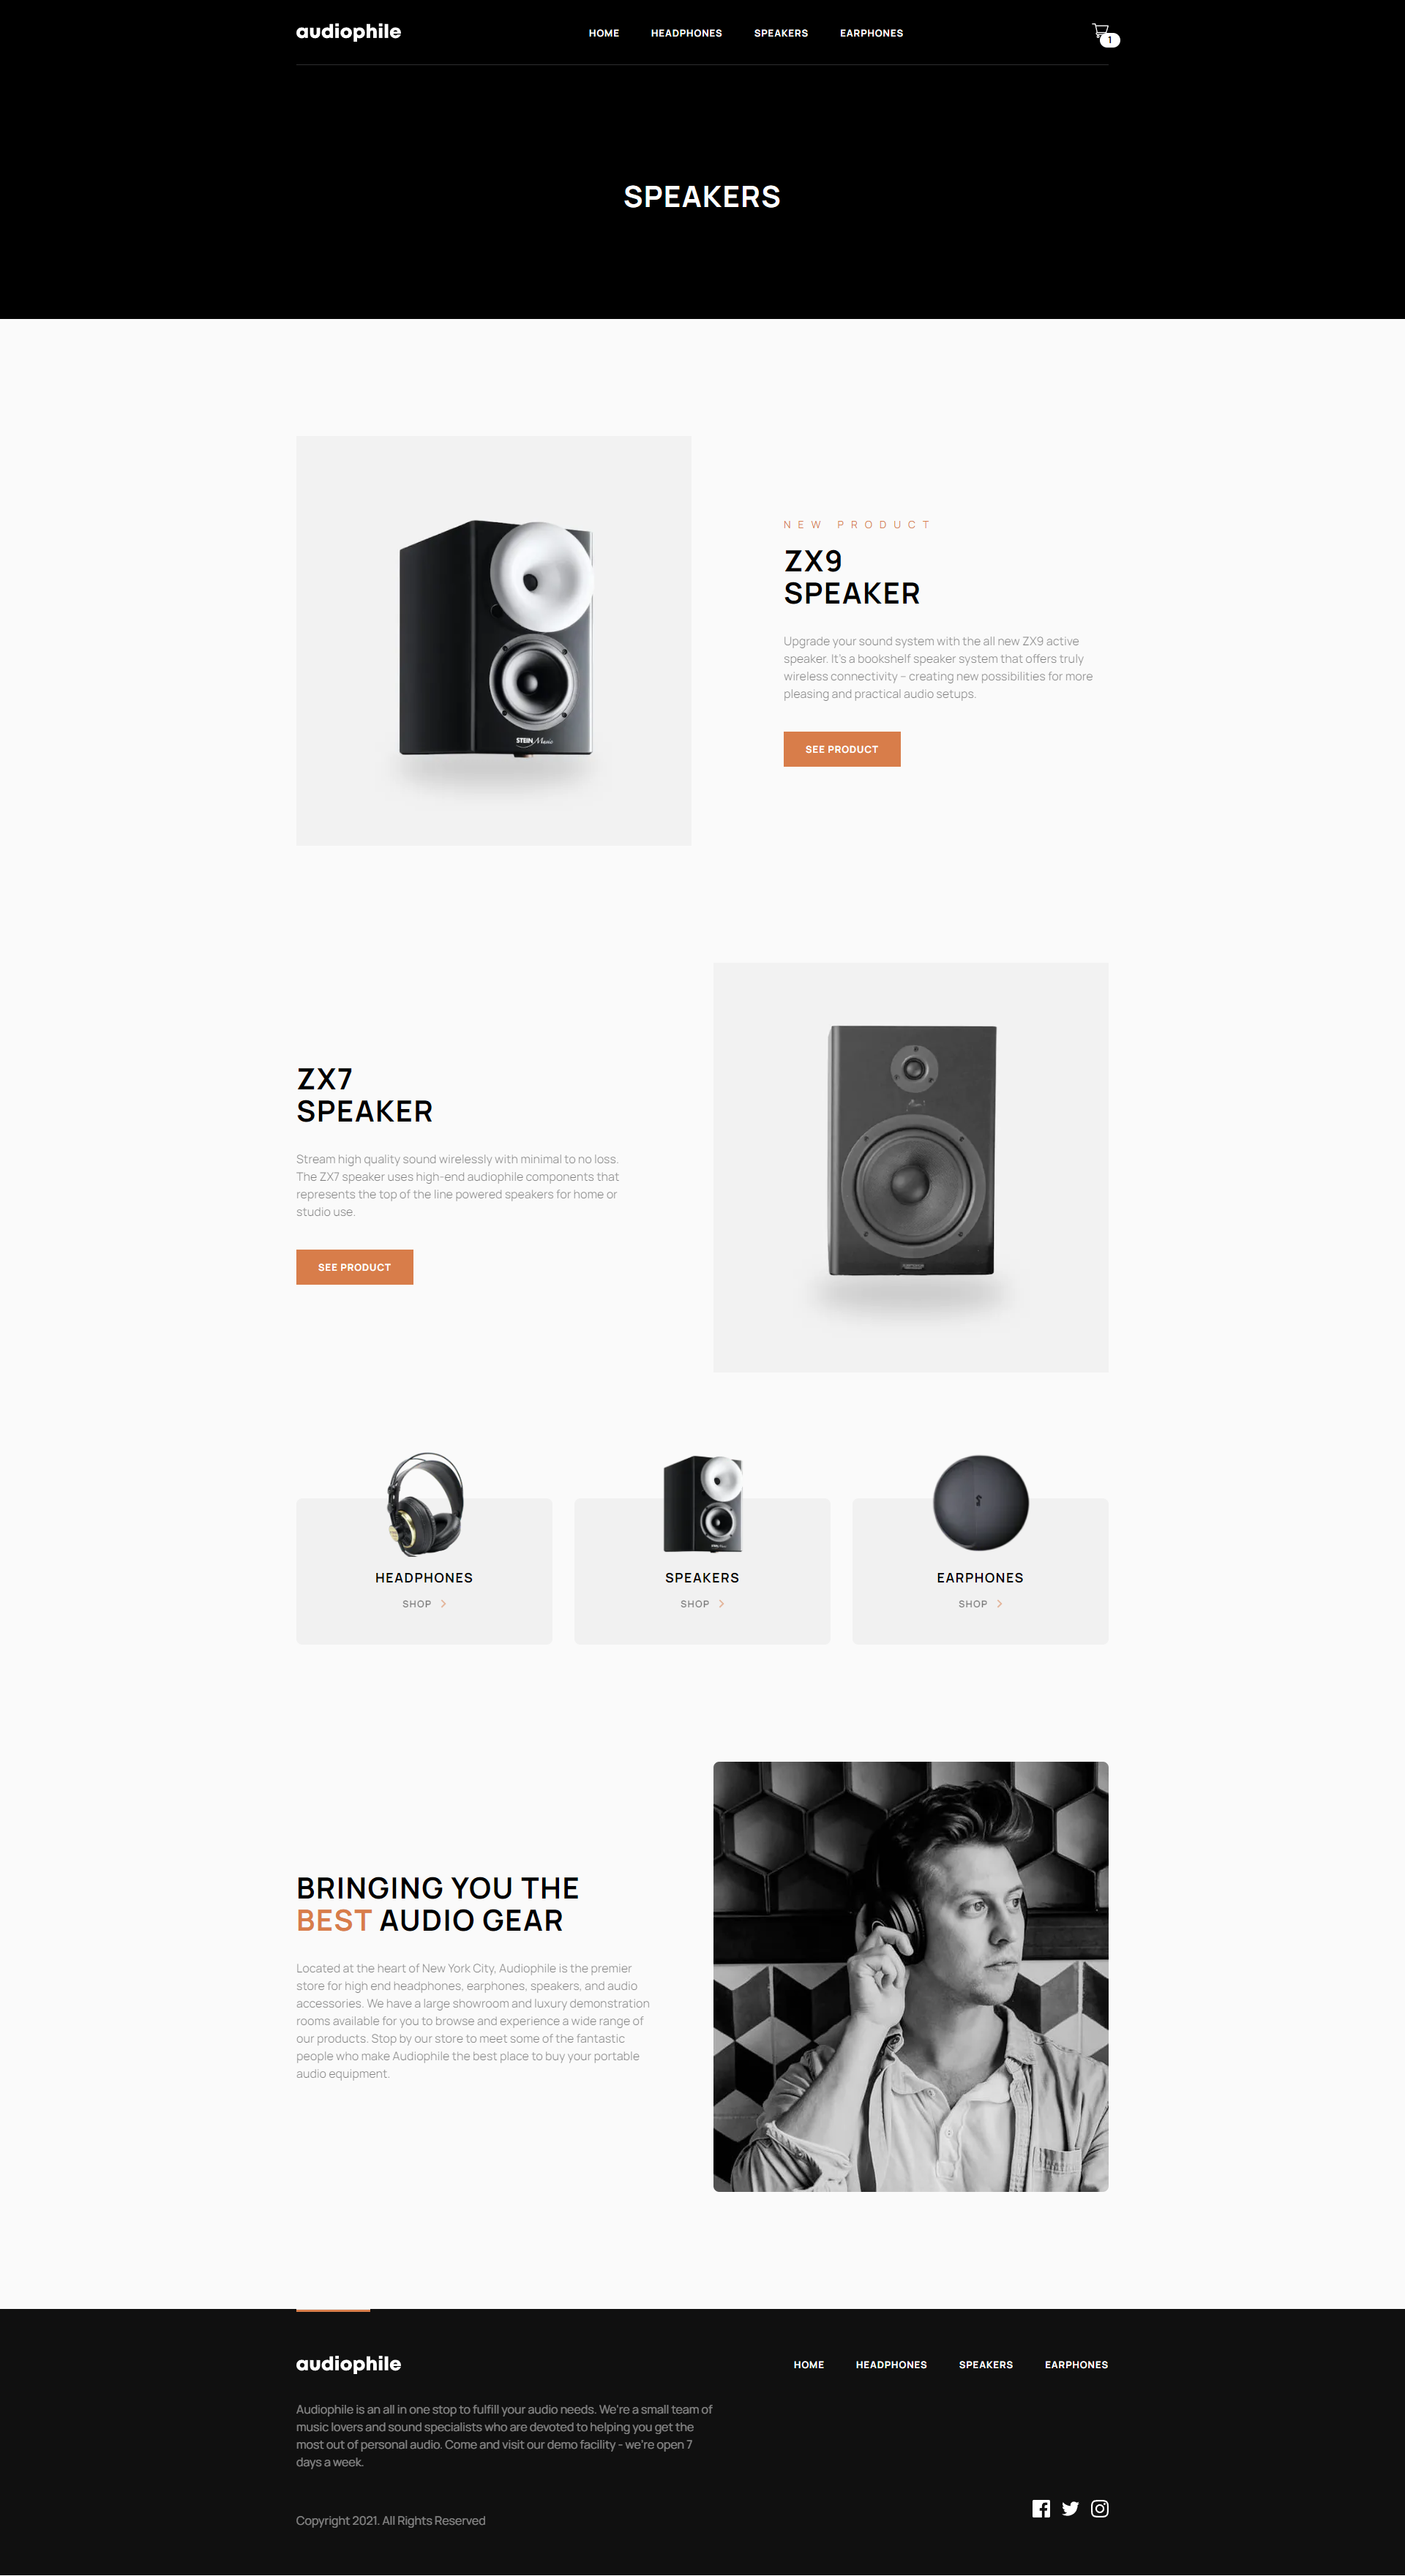 audiophile
HOME HEADPHONES SPEAKERS EARPHONES
1
SPEAKERS
STEIN Music
NEW PRODUCT
ZX9
SPEAKER
Upgrade your sound system with the all new ZX9 active
speaker. It's a bookshelf speaker system that offers truly
wireless connectivity – creating new possibilities for more
pleasing and practical audio setups.
SEE PRODUCT
ZX7
SPEAKER
Stream high quality sound wirelessly with minimal to no loss.
The ZX7 speaker uses high-end audiophile components that
represents the top of the line powered speakers for home or
studio use.
SEE PRODUCT
HEADPHONES
SHOP
SPEAKERS
SHOP
EARPHONES
SHOP
BRINGING YOU THE
BEST AUDIO GEAR
Located at the heart of New York City, Audiophile is the premier
store for high end headphones, earphones, speakers, and audio
accessories. We have a large showroom and luxury demonstration
rooms available for you to browse and experience a wide range of
our products. Stop by our store to meet some of the fantastic
people who make Audiophile the best place to buy your portable
audio equipment.
audiophile
HOME HEADPHONES SPEAKERS EARPHONES
Audiophile is an all in one stop to fulfill your audio needs. We're a small team of
music lovers and sound specialists who are devoted to helping you get the
most out of personal audio. Come and visit our demo facility - we're open 7
days a week.
Copyright 2021. All Rights Reserved